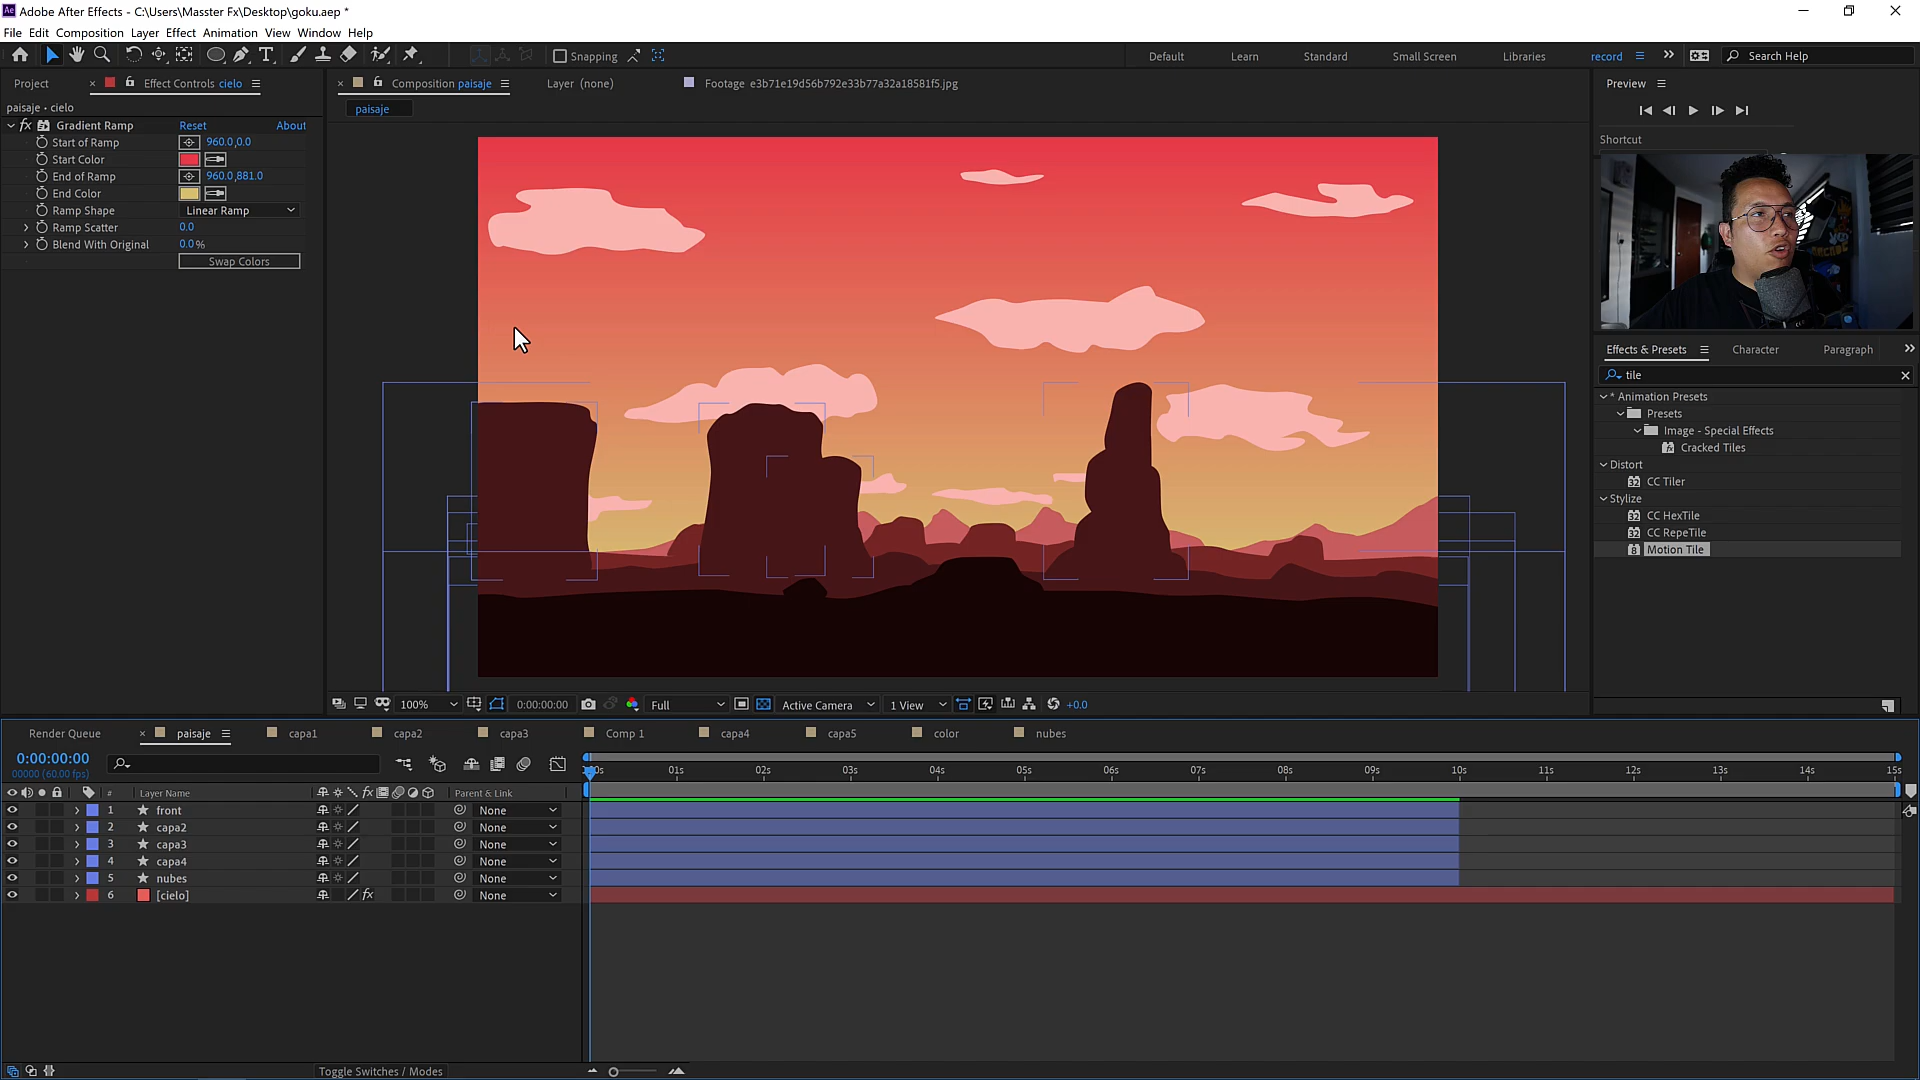 Adobe After Effects - C:\Users\Masster Fx\Desktop\goku.aep *
File Edit Composition Layer Effect Animation View Window Help
Snapping
Default Learn Standard Small Screen Libraries record Search Help
Project Effect Controls cielo
Composition paisaje Layer (none) Footage e3b71e19d56b792e33b77a32a18581f5.jpg
Preview
paisaje • cielo
paisaje
fx Gradient Ramp Reset About
Start of Ramp 960.0,0.0
Start Color
End of Ramp 960.0,881.0
End Color
Ramp Shape Linear Ramp
Ramp Scatter 0.0
Blend With Original 0.0 %
Swap Colors
Shortcut
Effects & Presets Character Paragraph
tile
* Animation Presets
Presets
Image - Special Effects
Cracked Tiles
Distort
CC Tiler
Stylize
CC HexTile
CC RepeTile
Motion Tile
100% 0:00:00:00 Full Active Camera 1 View +0.0
Render Queue paisaje capa1 capa2 capa3 Comp 1 capa4 capa5 color nubes
0:00:00:00
00000 (60.00 fps)
01s 02s 03s 04s 05s 06s 07s 08s 09s 10s 11s 12s 13s 14s 15s
# Layer Name fx Parent & Link
1 front None
2 capa2 None
3 capa3 None
4 capa4 None
5 nubes None
6 [cielo] fx None
Toggle Switches / Modes